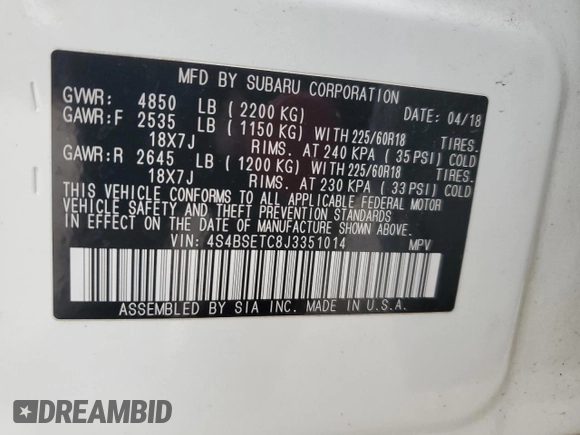 MFD BY SUBARU CORPORATION
GVWR: 4850 LB (2200 KG) DATE: 04/18
GAWR:F 2535 LB (1150 KG) WITH 225/60R18 TIRES.
18X7J RIMS. AT 240 KPA (35 PSI) COLD
GAWR:R 2645 LB (1200 KG) WITH 225/60R18 TIRES.
18X7J RIMS. AT 230 KPA (33 PSI) COLD
THIS VEHICLE CONFORMS TO ALL APPLICABLE FEDERAL MOTOR
VEHICLE SAFETY AND THEFT PREVENTION STANDARDS
IN EFFECT ON THE DATE OF MANUFACTURE SHOWN ABOVE.
VIN: 4S4BSETC8J3351014 MPV
ASSEMBLED BY SIA INC. MADE IN U.S.A.
DREAMBID